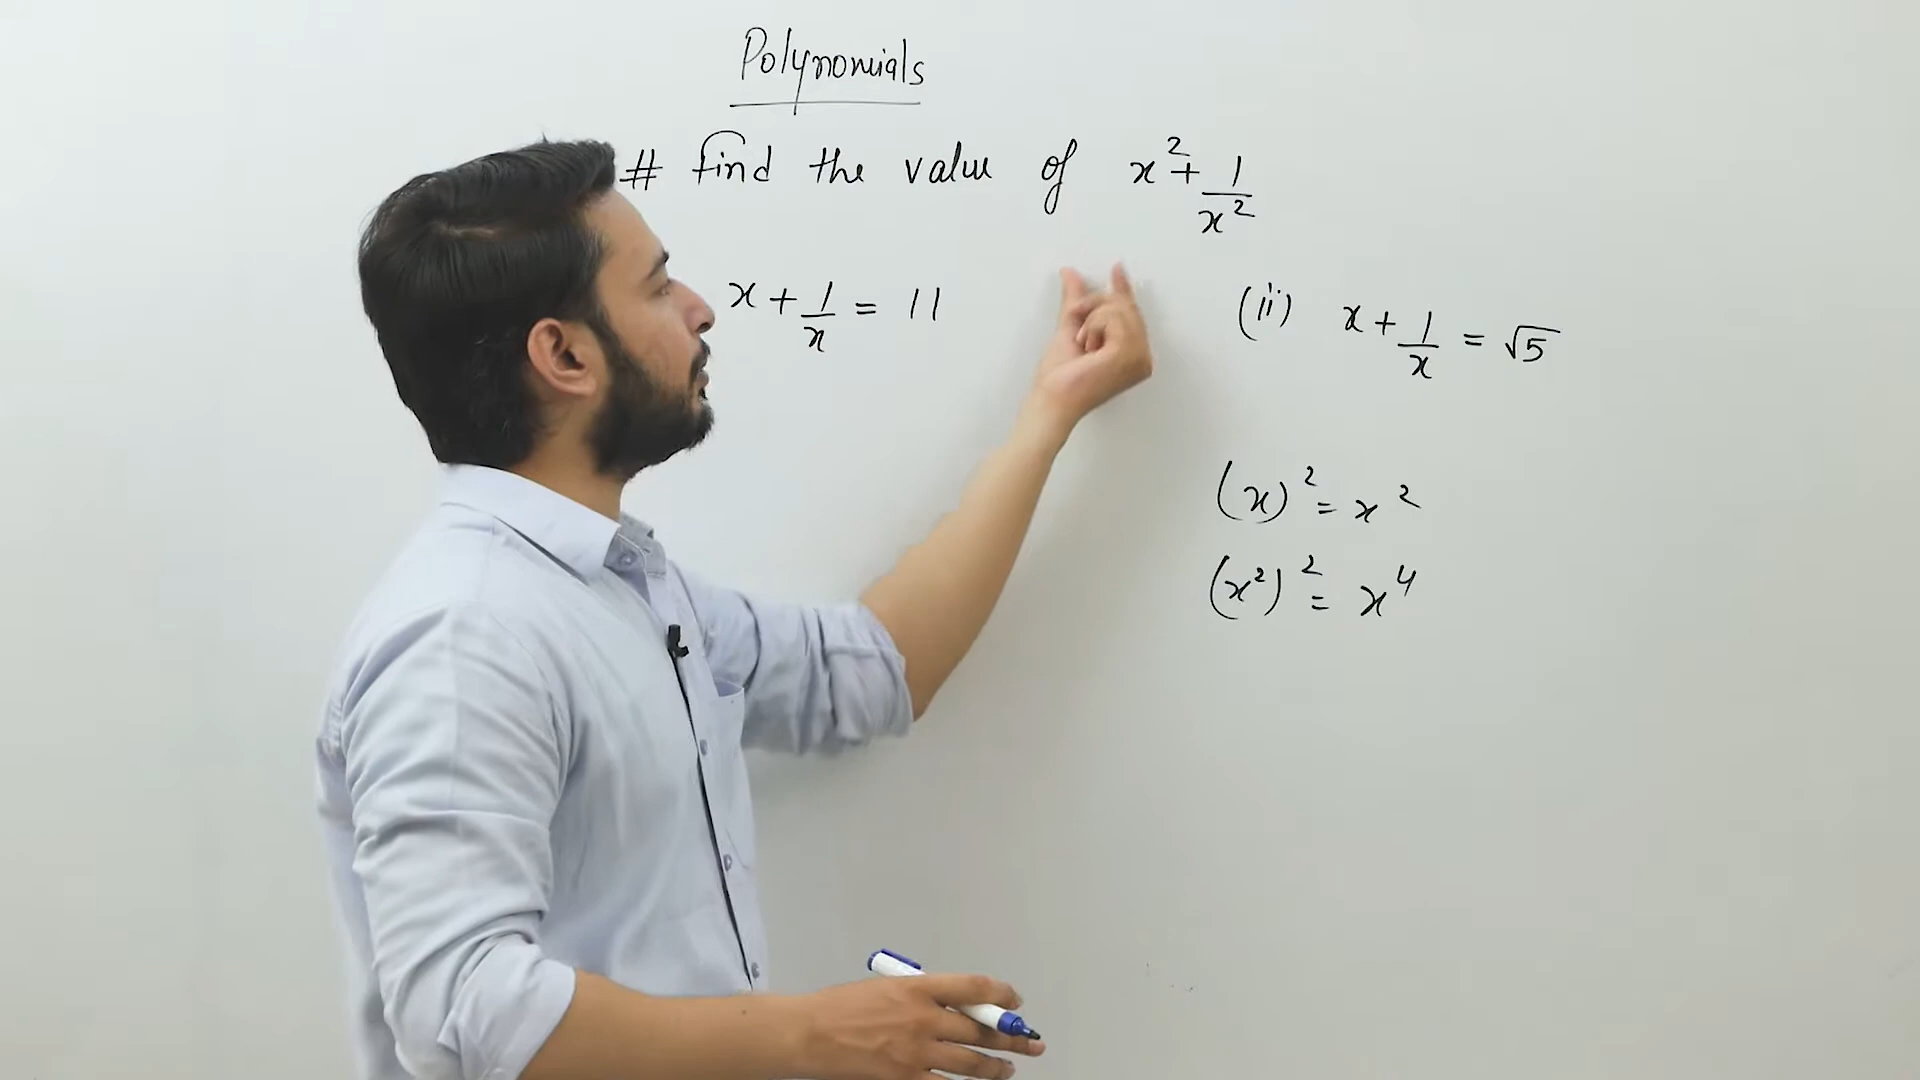 Polynomials
# find the value of x² + 1/x²
x + 1/x = 11
(ii) x + 1/x = √5
(x)² = x²
(x²)² = x⁴